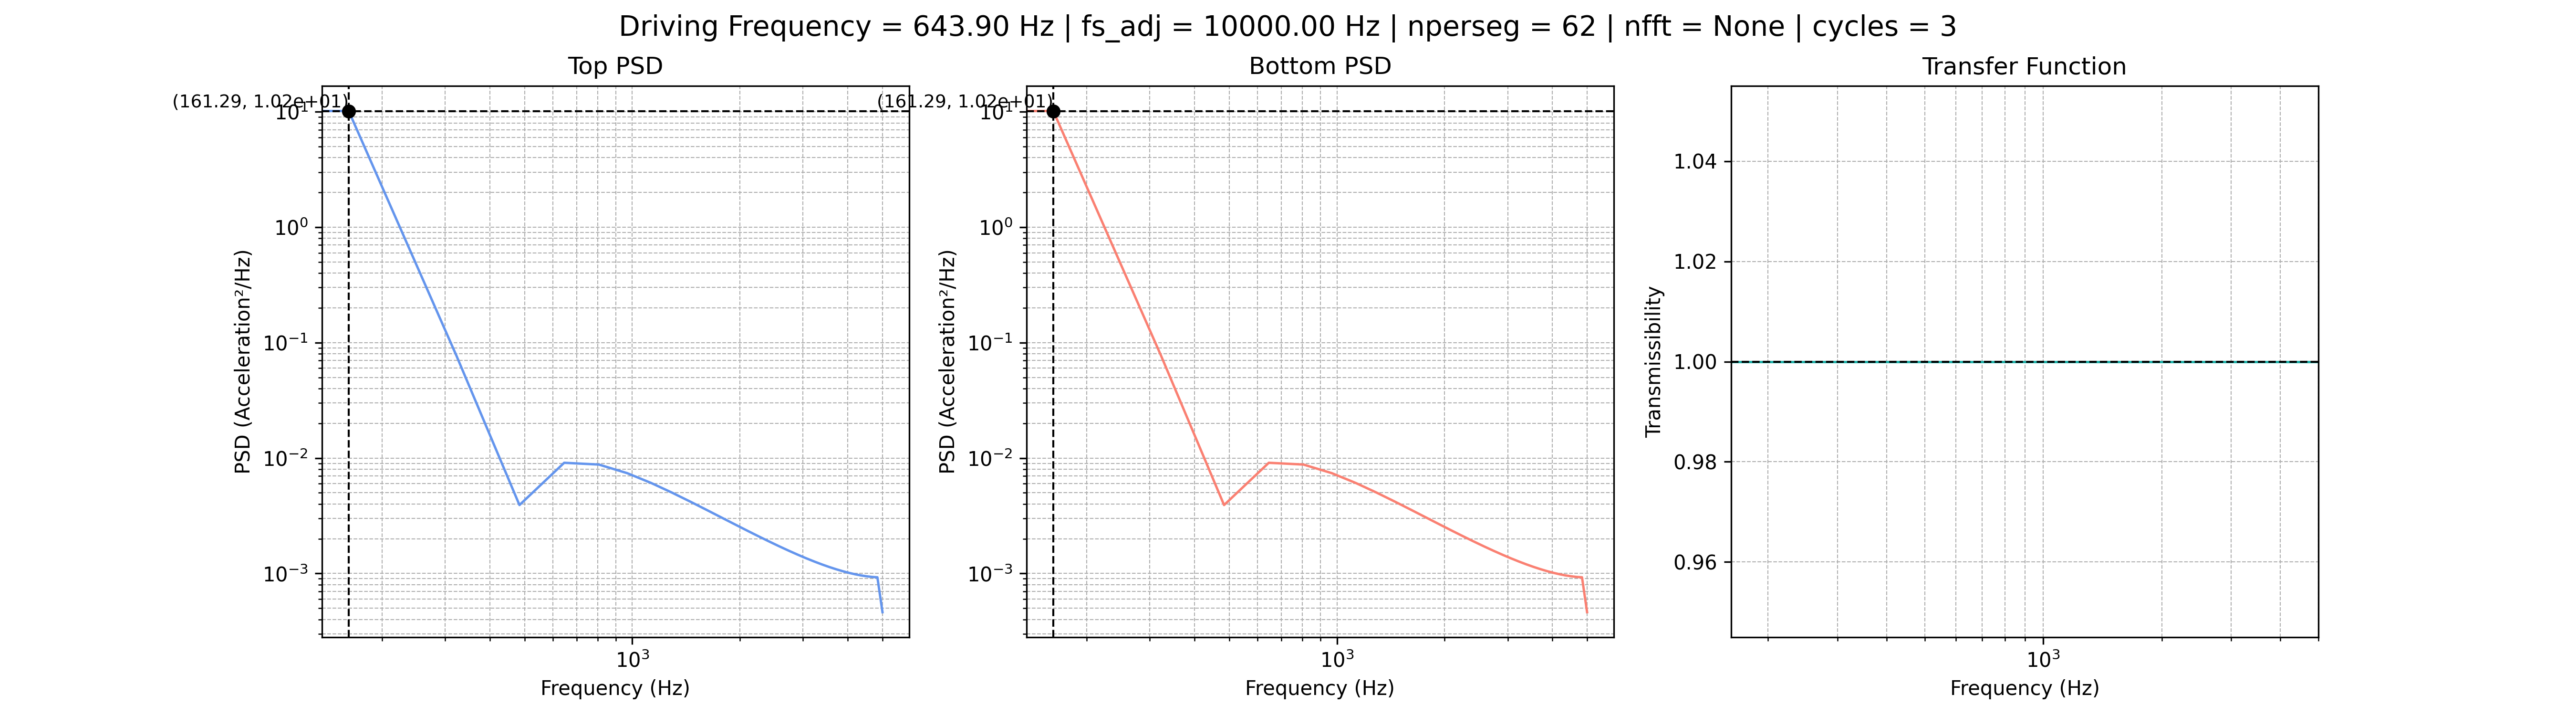 Driving Frequency = 643.90 Hz | fs_adj = 10000.00 Hz | nperseg = 62 | nfft = None | cycles = 3
Top PSD
(161.29, 1.02e+01)
10¹
10⁰
10⁻¹
10⁻²
10⁻³
PSD (Accelerationn²/Hz)
10³
Frequency (Hz)
Bottom PSD
(161.29, 1.02e+01)
10¹
10⁰
10⁻¹
10⁻²
10⁻³
PSD (Accelerationn²/Hz)
10³
Frequency (Hz)
Transfer Function
1.04
1.02
1.00
0.98
0.96
Transmissibility
10³
Frequency (Hz)